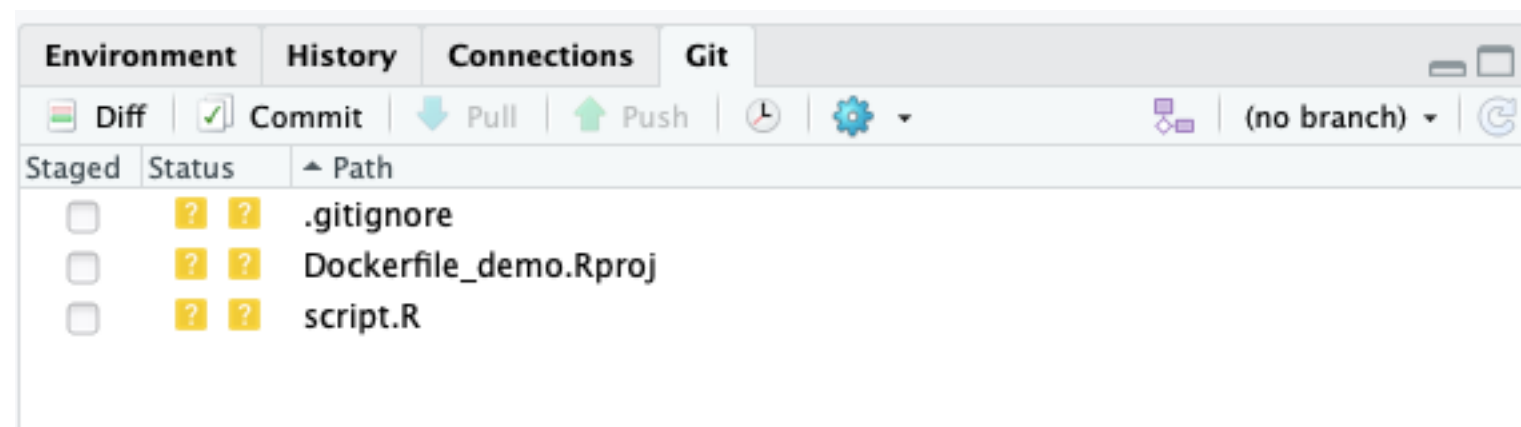 Environment History Connections Git
Diff Commit Pull Push (no branch)
Staged Status Path
? ? .gitignore
? ? Dockerfile_demo.Rproj
? ? script.R